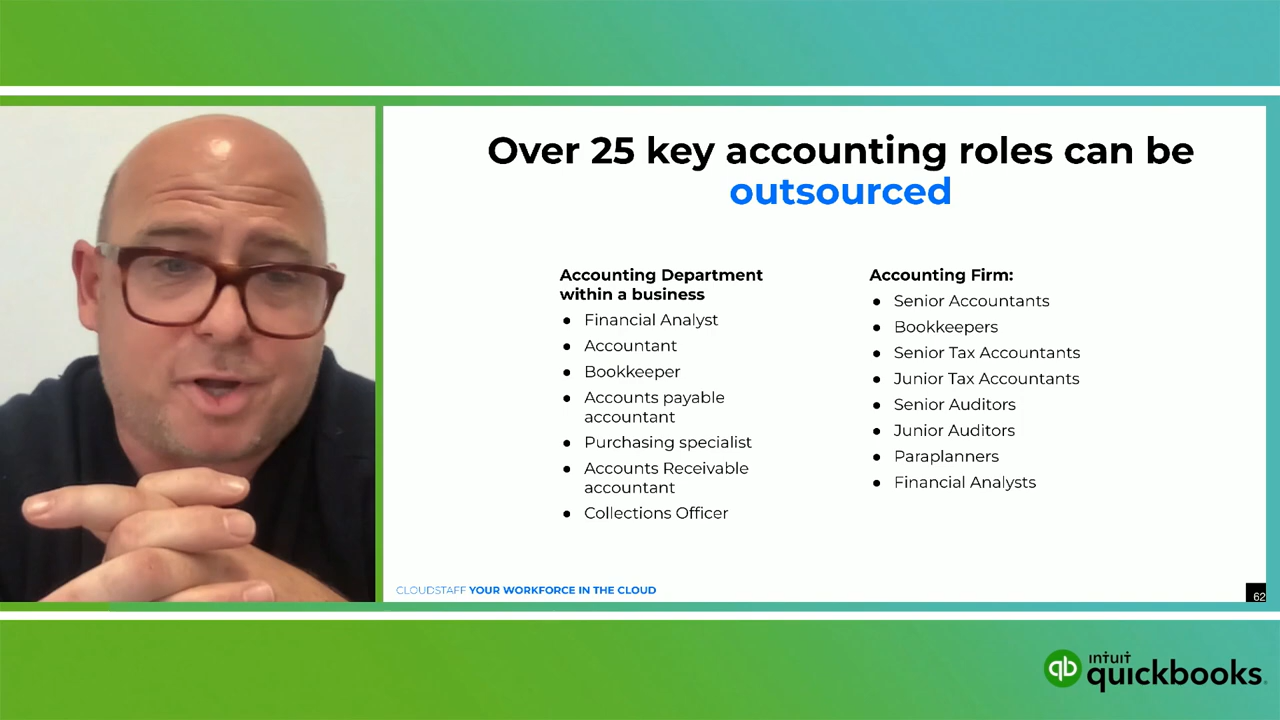 Over 25 key accounting roles can be
outsourced
Accounting Department
within a business
● Financial Analyst
● Accountant
● Bookkeeper
● Accounts payable
accountant
● Purchasing specialist
● Accounts Receivable
accountant
● Collections Officer
Accounting Firm:
● Senior Accountants
● Bookkeepers
● Senior Tax Accountants
● Junior Tax Accountants
● Senior Auditors
● Junior Auditors
● Paraplanners
● Financial Analysts
CLOUDSTAFF YOUR WORKFORCE IN THE CLOUD
62
qb
intuit
quickbooks